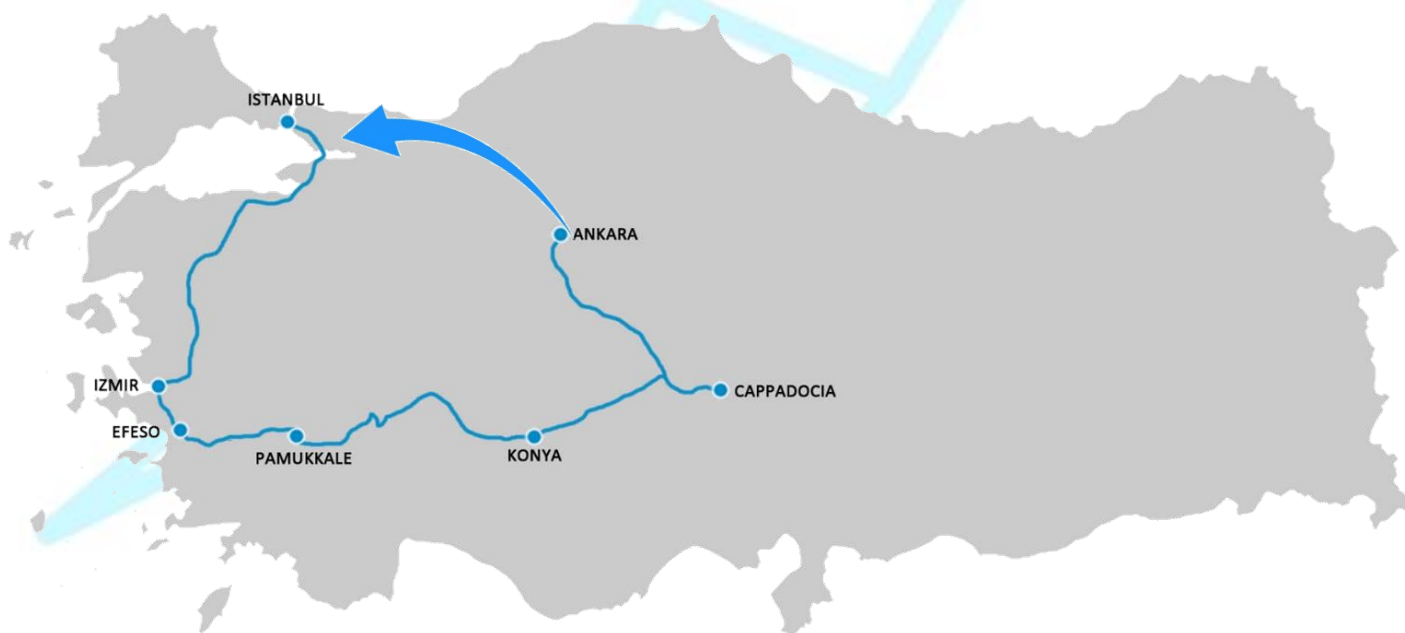 ISTANBUL
ANKARA
IZMIR
CAPPADOCIA
EFESO
PAMUKKALE
KONYA